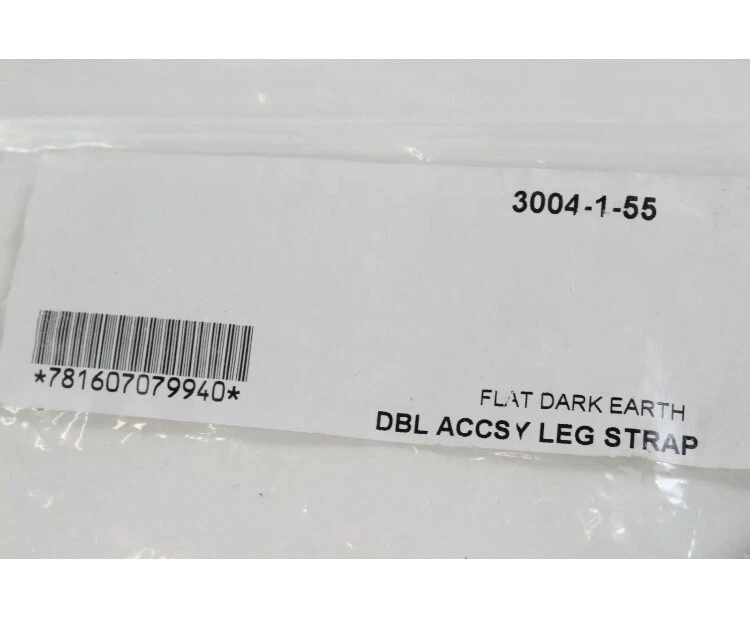 3004-1-55
*781607079940*
FLAT DARK EARTH
DBL ACCSY LEG STRAP